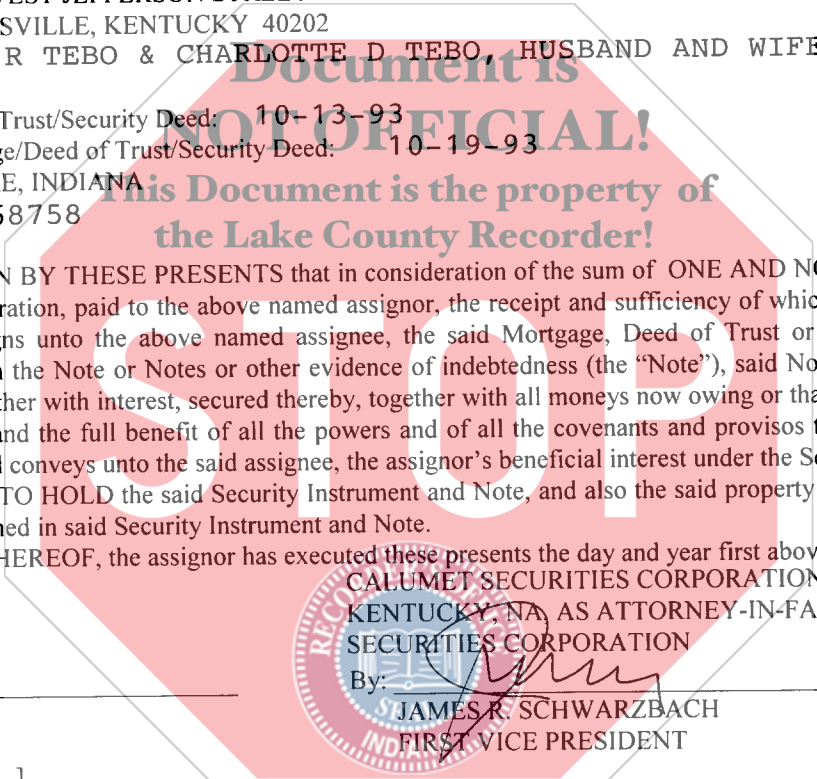 SVILLE, KENTUCKY 40202
R TEBO & CHARLOTTE D TEBO, HUSBAND AND WIFE
Document is
Trust/Security Deed: 10-13-93
NOT OFFICIAL!
e/Deed of Trust/Security Deed: 10-19-93
E, INDIANA
This Document is the property of
58758
the Lake County Recorder!
N BY THESE PRESENTS that in consideration of the sum of ONE AND NO
ration, paid to the above named assignor, the receipt and sufficiency of whic
ns unto the above named assignee, the said Mortgage, Deed of Trust or
the Note or Notes or other evidence of indebtedness (the “Note”), said No
ther with interest, secured thereby, together with all moneys now owing or tha
and the full benefit of all the powers and of all the covenants and provisos t
conveys unto the said assignee, the assignor's beneficial interest under the Se
TO HOLD the said Security Instrument and Note, and also the said property
ned in said Security Instrument and Note.
HEREOF, the assignor has executed these presents the day and year first abov
STOP
CALUMET SECURITIES CORPORATION
KENTUCKY, NA, AS ATTORNEY-IN-FA
SECURITIES CORPORATION
By:
JAMES R. SCHWARZBACH
FIRST VICE PRESIDENT
SEAL
INDIANA